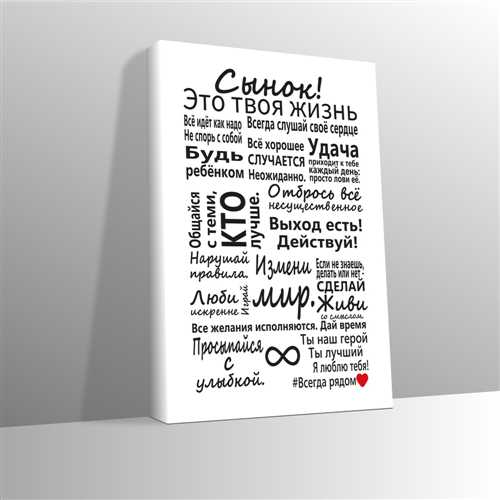 Сынок!
Это твоя жизнь
Всё идёт как надо
Не спорь с собой
Всегда слушай своё сердце
Будь
ребёнком
Всё хорошее
СЛУЧАЕТСЯ
Неожиданно.
Удача
приходит к тебе
каждый день:
просто лови её.
Общайся
с теми,
КТО
лучше.
Отбрось всё
несущественное
Выход есть!
Действуй!
Нарушай
правила.
Измени
мир.
Если не знаешь,
делать или нет -
СДЕЛАЙ
Люби
искренне
Играй
Живи
со смыслом
Все желания исполняются. Дай время
Просыпайся
с
улыбкой.
Ты наш герой
Ты лучший
Я люблю тебя!
#Всегда рядом